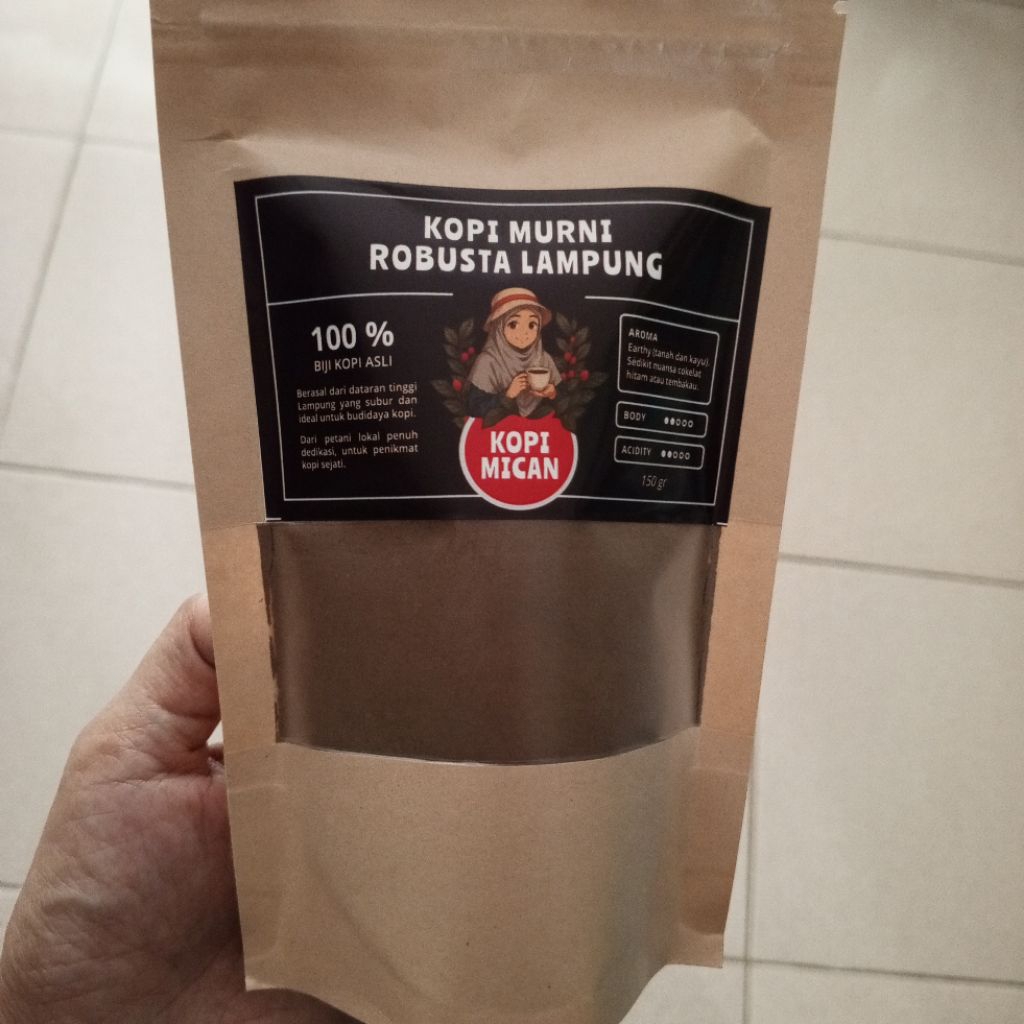 KOPI MURNI
ROBUSTA LAMPUNG
100 %
BIJI KOPI ASLI
Berasal dari dataran tinggi
Lampung yang subur dan
ideal untuk budidaya kopi.
Dari petani lokal penuh
dedikasi, untuk penikmat
kopi sejati.
KOPI
MICAN
AROMA
Earthy (tanah dan kayu).
Sedikit nuansa cokelat
hitam atau tembakau.
BODY
ACIDITY
150 gr